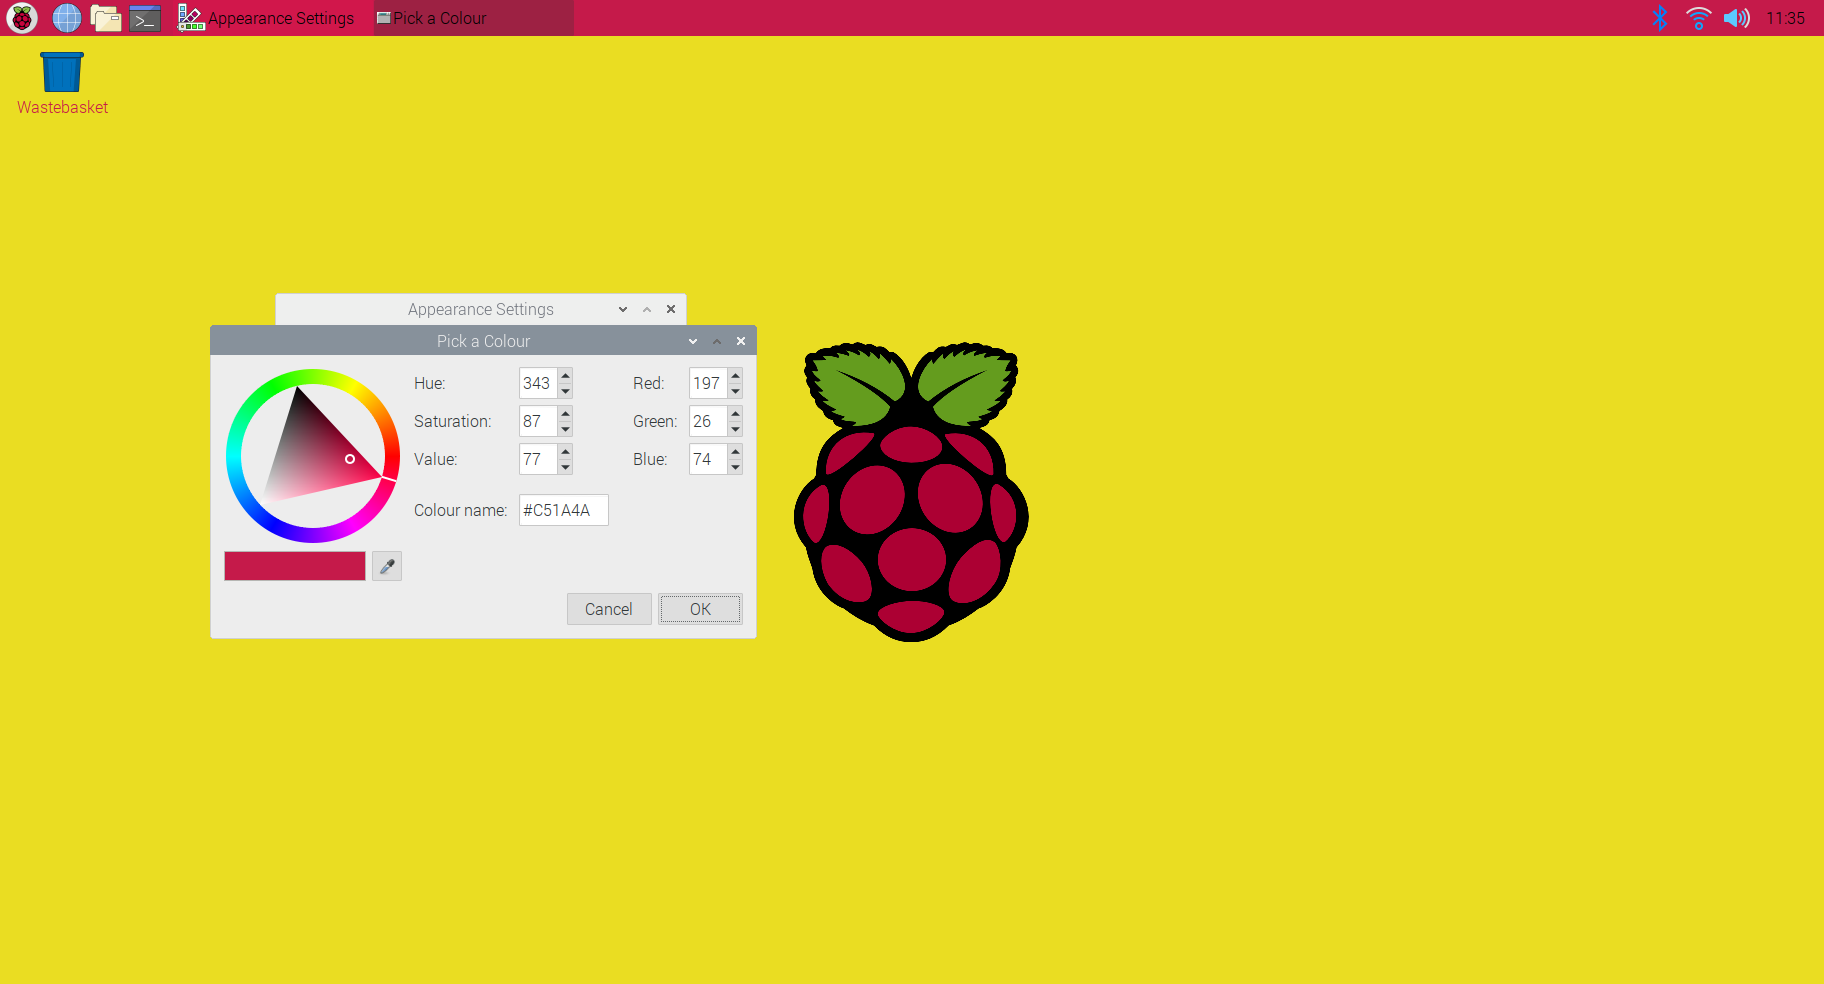 Appearance Settings
Pick a Colour
11:35
Wastebasket
Appearance Settings
Pick a Colour
Hue: 343 Red: 197
Saturation: 87 Green: 26
Value: 77 Blue: 74
Colour name: #C51A4A
Cancel OK